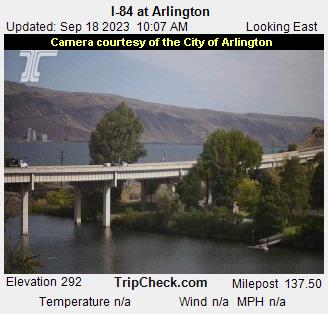 I-84 at Arlington
Updated: Sep 18 2023 10:07 AM Looking East
Camera courtesy of the City of Arlington
Elevation 292 TripCheck.com Milepost 137.50
Temperature n/a Wind n/a MPH n/a